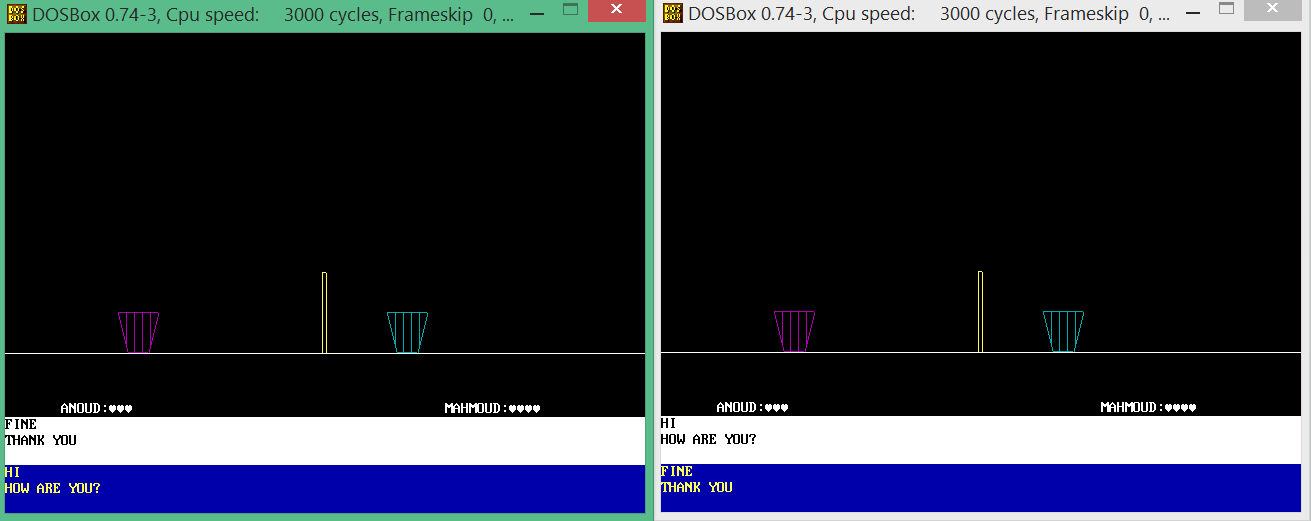 DOSBox 0.74-3, Cpu speed: 3000 cycles, Frameskip 0, ...
ANOUD:♥♥♥ MAHMOUD:♥♥♥♥
FINE
THANK YOU
HI
HOW ARE YOU?
DOSBox 0.74-3, Cpu speed: 3000 cycles, Frameskip 0, ...
ANOUD:♥♥♥ MAHMOUD:♥♥♥♥
HI
HOW ARE YOU?
FINE
THANK YOU